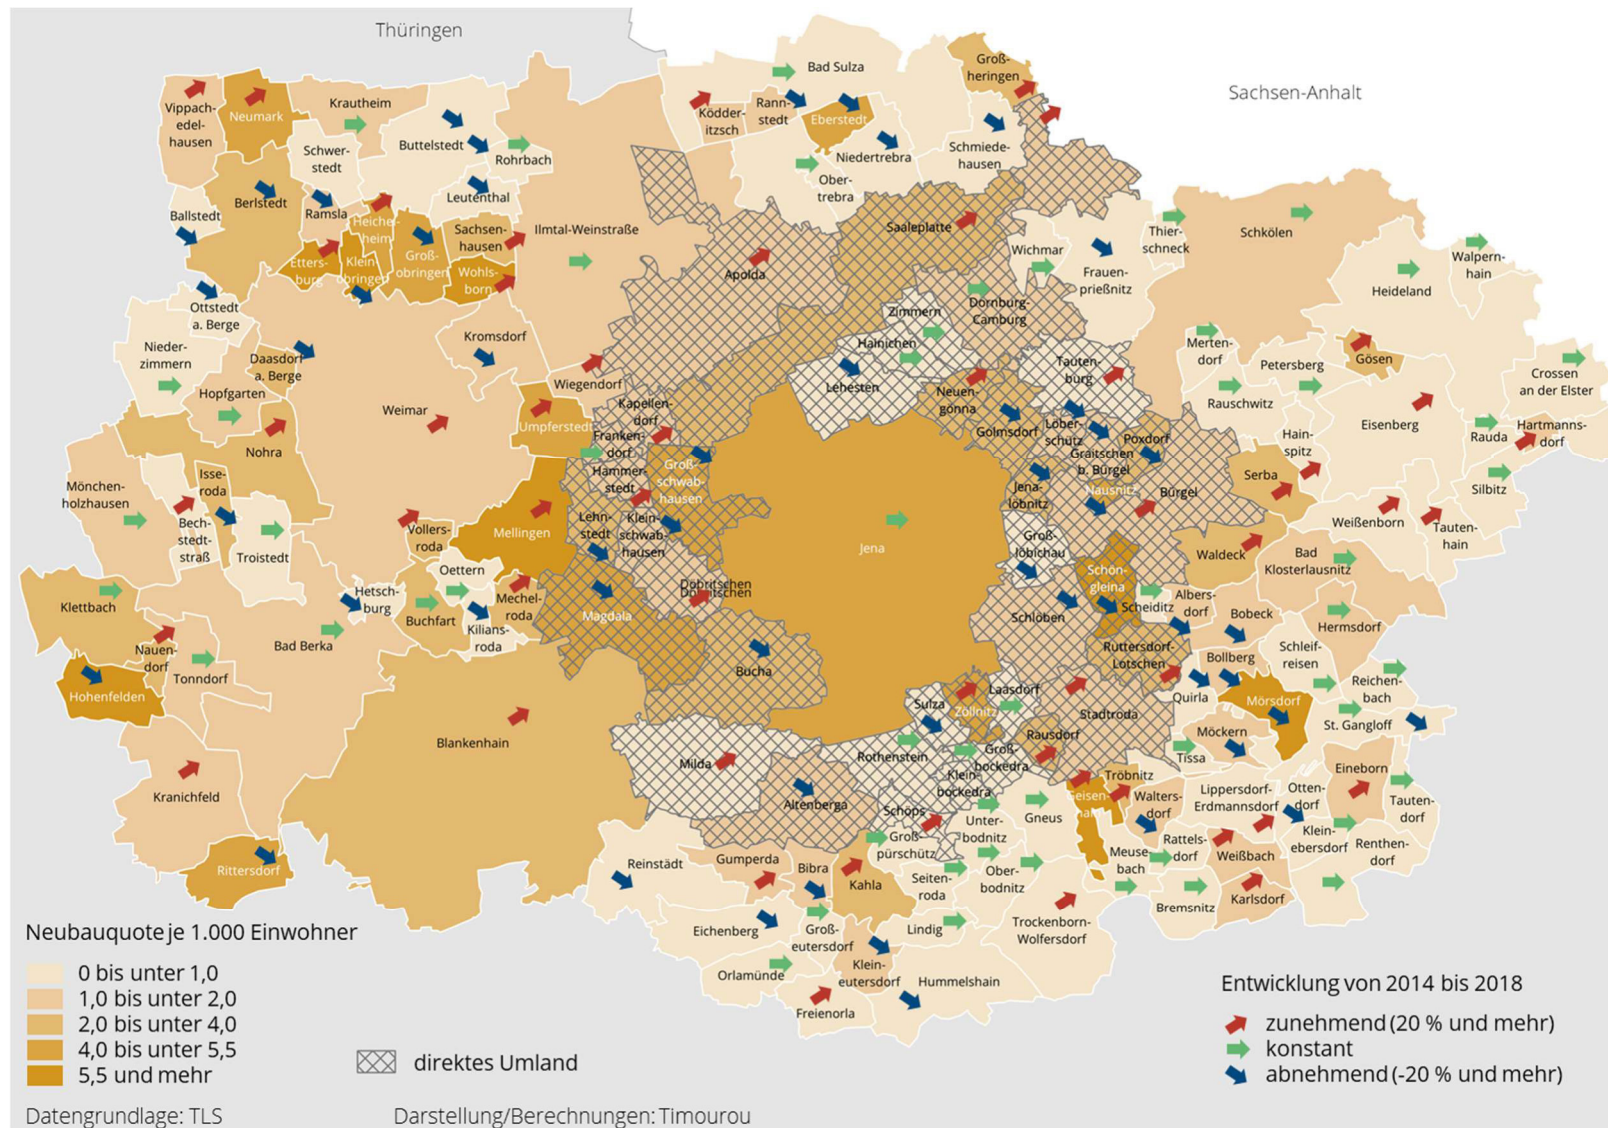 Thüringen
Sachsen-Anhalt
Bad Sulza
Groß-
heringen
Vippach-
edel-
hausen
Neumark
Krautheim
Ködder-
itzsch
Rann-
stedt
Eberstedt
Schwer-
stedt
Buttelstedt
Rohrbach
Niedertrebra
Schmiede-
hausen
Ober-
trebra
Leutenthal
Ballstedt
Berlstedt
Ramsla
Heichel-
heim
Sachsen-
hausen
Ilmtal-Weinstraße
Saaleplatte
Wichmar
Thier-
schneck
Schkölen
Walpern-
hain
Etters-
burg
Klein-
obringen
Groß-
obringen
Wohls-
born
Apolda
Frauen-
prießnitz
Heideland
Ottstedt
a. Berge
Dornburg-
Camburg
Zimmern
Hainichen
Kromsdorf
Nieder-
zimmern
Daasdorf
a. Berge
Lehesten
Tauten-
burg
Merten-
dorf
Petersberg
Gösen
Crossen
an der Elster
Hopfgarten
Wiegendorf
Neuen-
gönna
Rauschwitz
Weimar
Umpferstedt
Kapellen-
dorf
Golmsdorf
Löber-
schütz
Poxdorf
Eisenberg
Rauda
Hartmanns-
dorf
Franken-
dorf
Graitschen
b. Bürgel
Hain-
spitz
Nohra
Hammer-
stedt
Groß-
schwab-
hausen
Mönchen-
holzhausen
Isse-
roda
Jena-
löbnitz
Nausnitz
Bürgel
Serba
Silbitz
Bech-
stedt-
straß
Troistedt
Vollers-
roda
Mellingen
Lehn-
stedt
Klein-
schwab-
hausen
Jena
Groß-
löbichau
Weißenborn
Tauten-
hain
Waldeck
Bad
Klosterlausnitz
Oettern
Döbritschen
Döbritschen
Schön-
gleina
Klettbach
Hetsch-
burg
Buchfart
Mechel-
roda
Kilians-
roda
Magdala
Schlöben
Scheiditz
Albers-
dorf
Bobeck
Hermsdorf
Bad Berka
Nauen-
dorf
Tonndorf
Bucha
Ruttersdorf-
Lotschen
Bollberg
Schleif-
reisen
Hohenfelden
Quirla
Reichen-
bach
Mörsdorf
St. Gangloff
Sulza
Zöllnitz
Laasdorf
Stadtroda
Blankenhain
Möckern
Tissa
Rausdorf
Rothenstein
Groß-
bockedra
Milda
Klein-
bockedra
Kranichfeld
Altenberga
Schöps
Geisen-
hain
Tröbnitz
Walters-
dorf
Lippersdorf-
Erdmannsdorf
Otten-
dorf
Eineborn
Tauten-
dorf
Gneus
Unter-
bodnitz
Klein-
ebersdorf
Renthen-
dorf
Groß-
pürschütz
Meuse-
bach
Rattels-
dorf
Weißbach
Rittersdorf
Reinstädt
Gumperda
Bibra
Kahla
Seiten-
roda
Ober-
bodnitz
Bremsnitz
Karlsdorf
Trockenborn-
Wolfersdorf
Eichenberg
Groß-
eutersdorf
Lindig
Orlamünde
Klein-
eutersdorf
Hummelshain
Freienorla
Neubauquote je 1.000 Einwohner
0 bis unter 1,0
1,0 bis unter 2,0
2,0 bis unter 4,0
4,0 bis unter 5,5
5,5 und mehr
direktes Umland
Entwicklung von 2014 bis 2018
zunehmend (20 % und mehr)
konstant
abnehmend (-20 % und mehr)
Datengrundlage: TLS
Darstellung/Berechnungen: Timourou